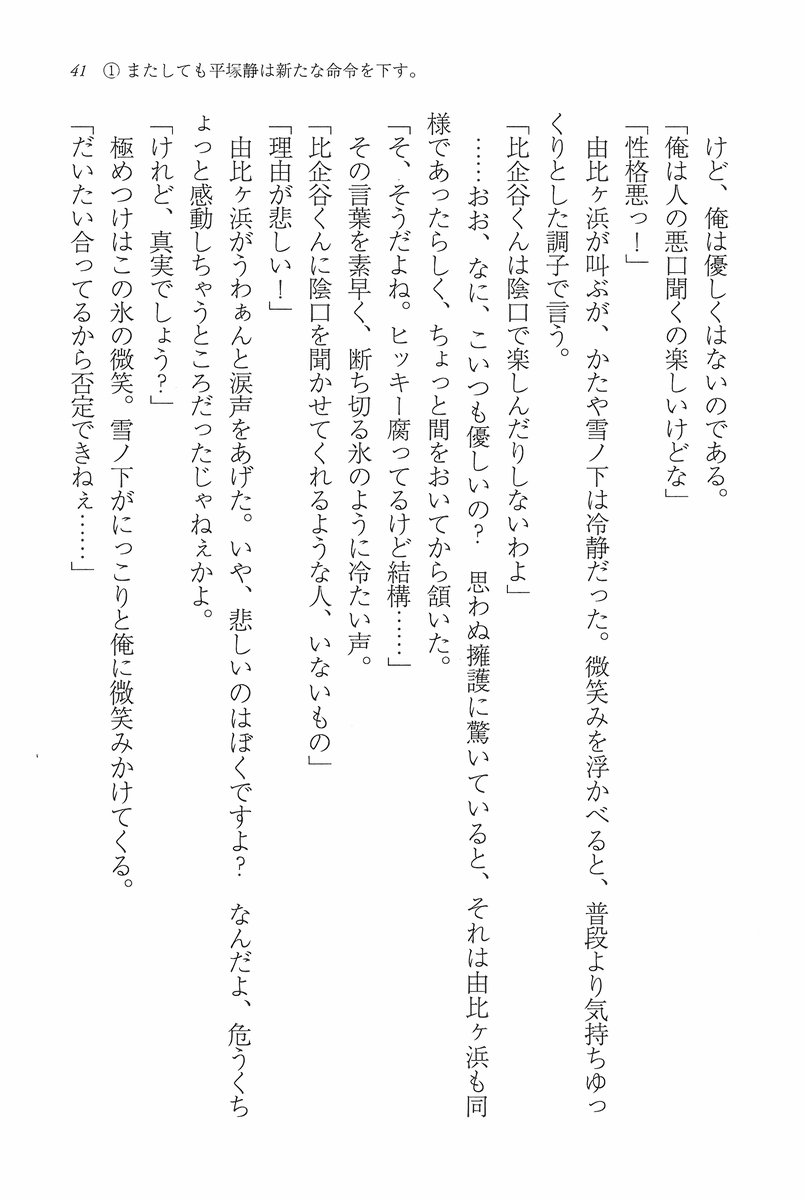 41　① またしても平塚静は新たな命令を下す。
けど、俺は優しくはないのである。
「俺は人の悪口聞くの楽しいけどな」
「性格悪っ！」
由比ヶ浜が叫ぶが、かたや雪ノ下は冷静だった。微笑みを浮かべると、普段より気持ちゆっ
くりとした調子で言う。
「比企谷くんは陰口で楽しんだりしないわよ」
……おお、なに、こいつも優しいの？　思わぬ擁護に驚いていると、それは由比ヶ浜も同
様であったらしく、ちょっと間をおいてから頷いた。
「そ、そうだよね。ヒッキー腐ってるけど結構……」
その言葉を素早く、断ち切る氷のように冷たい声。
「比企谷くんに陰口を聞かせてくれるような人、いないもの」
「理由が悲しい！」
由比ヶ浜がうわぁんと涙声をあげた。いや、悲しいのはぼくですよ？　なんだよ、危うくち
ょっと感動しちゃうところだったじゃねぇかよ。
「けれど、真実でしょう？」
極めつけはこの氷の微笑。雪ノ下がにっこりと俺に微笑みかけてくる。
「だいたい合ってるから否定できねぇ……」